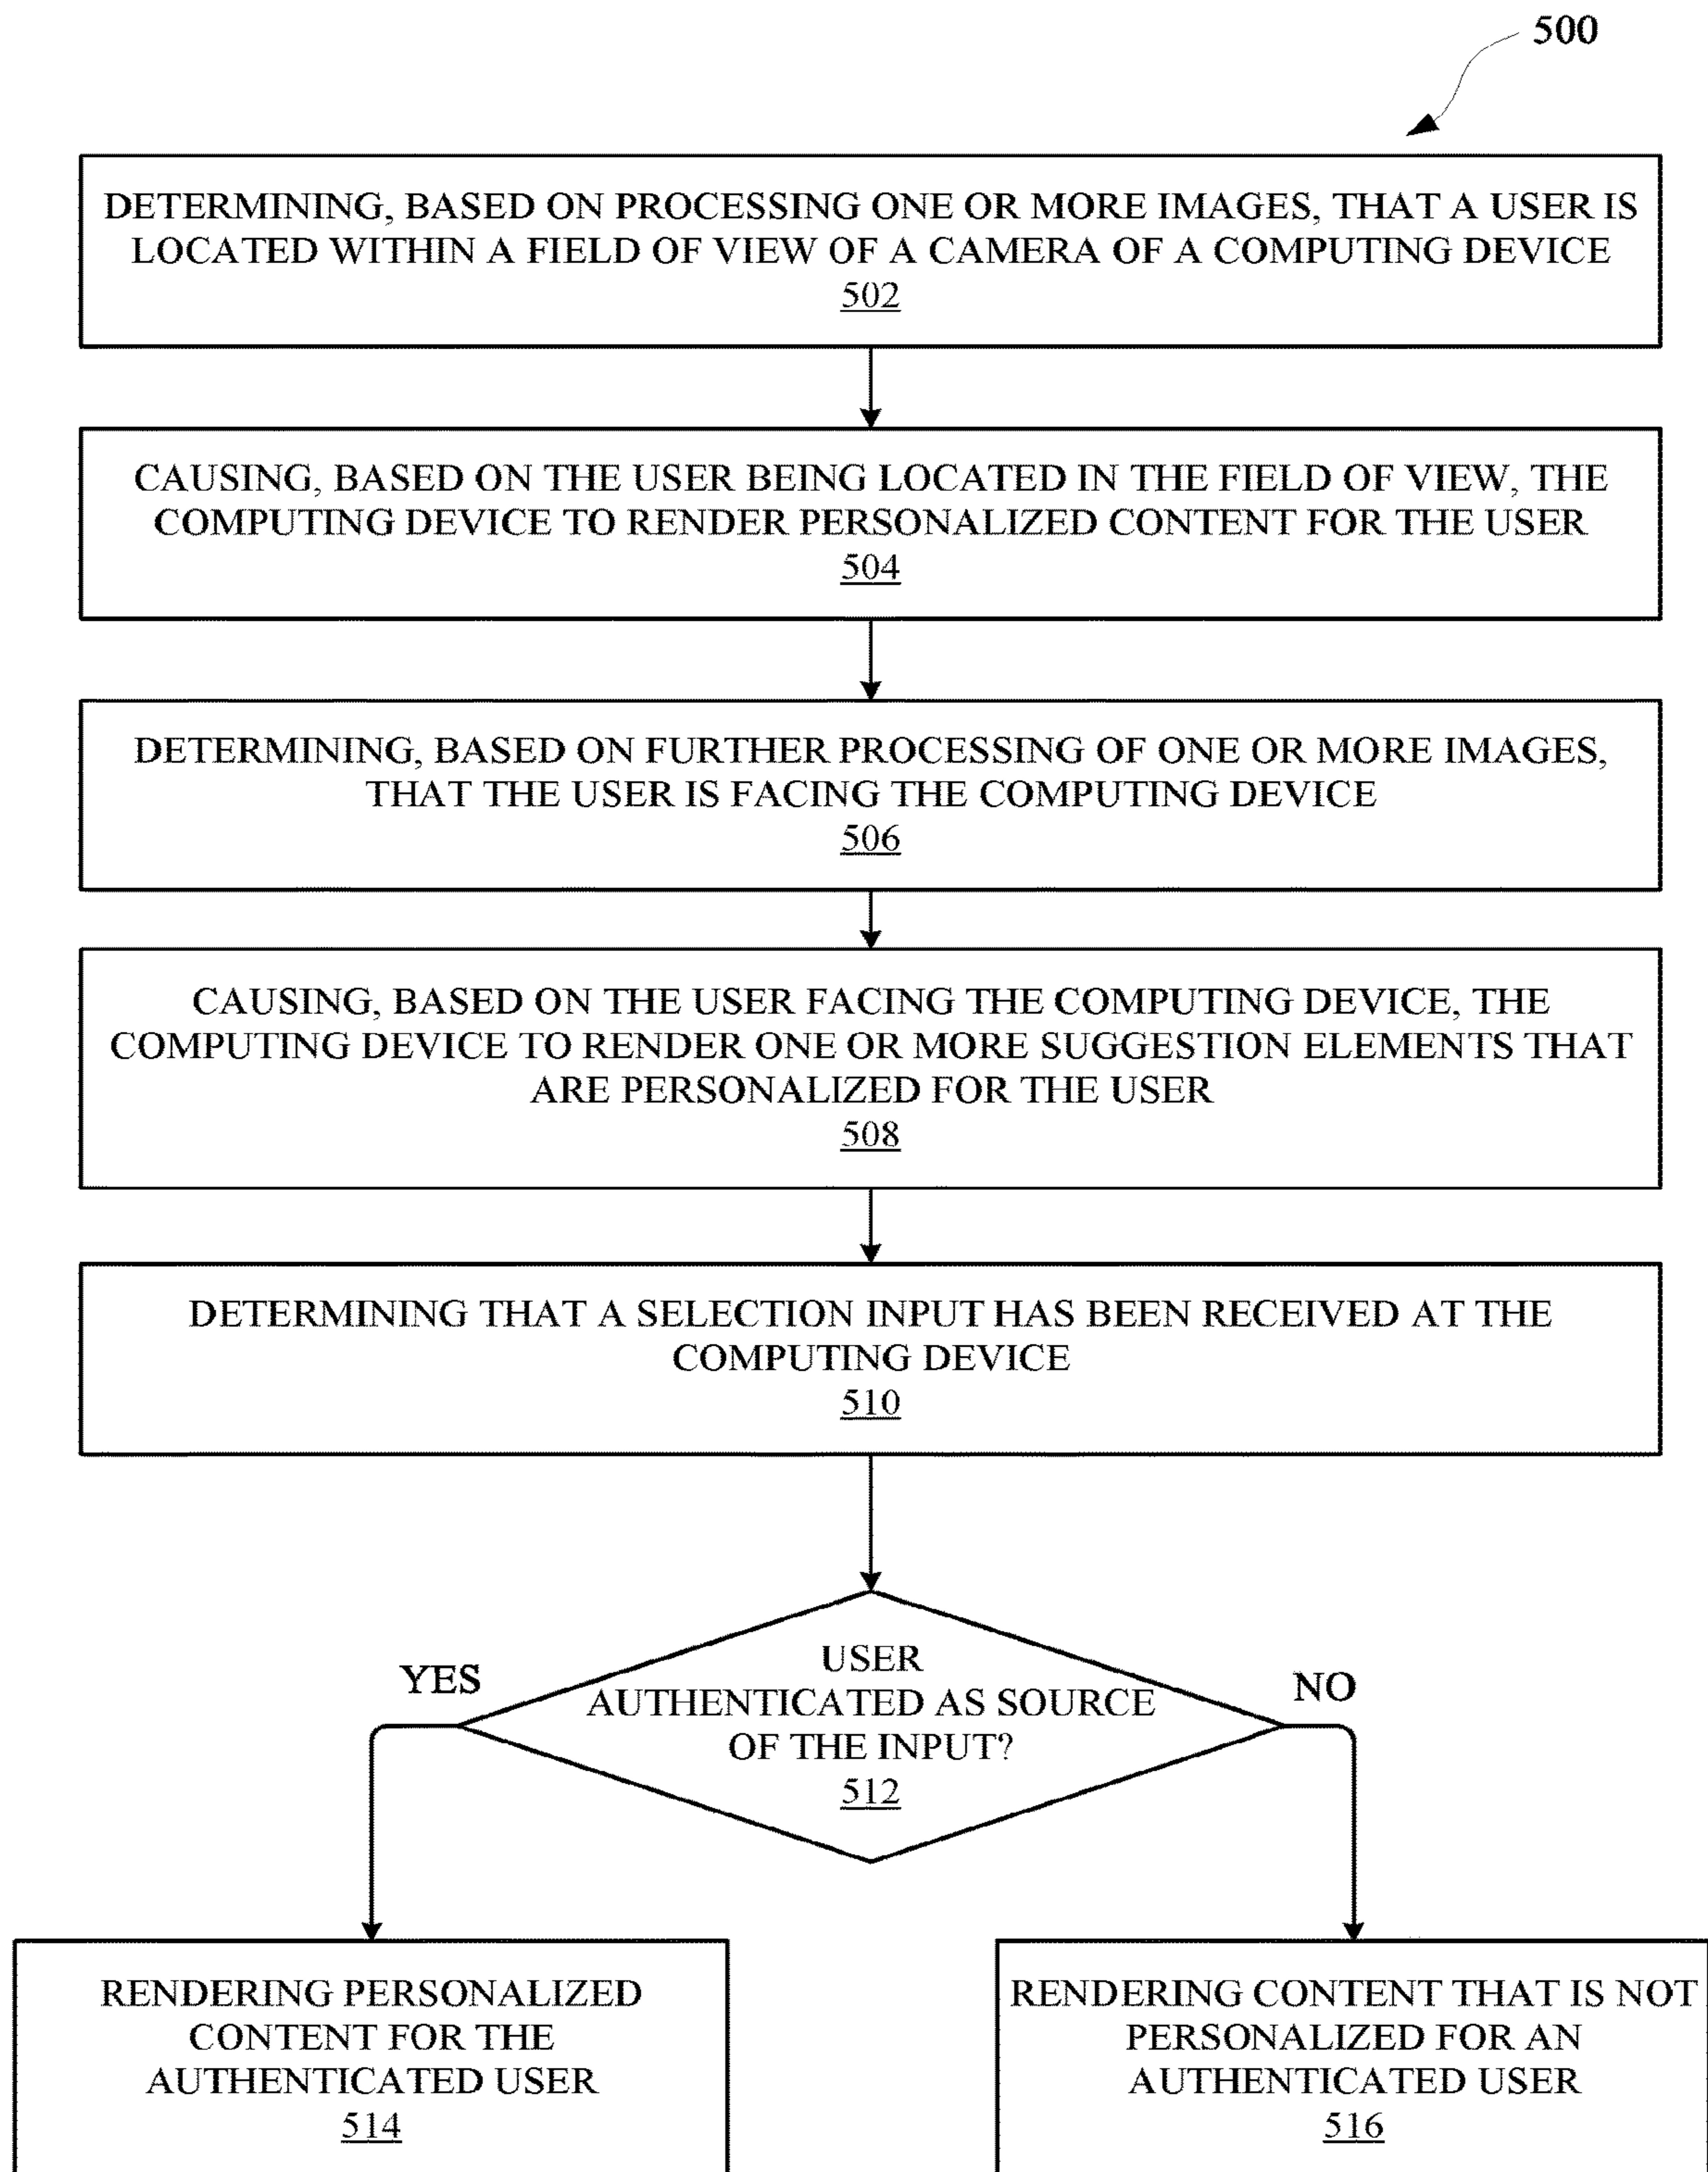 500
DETERMINING, BASED ON PROCESSING ONE OR MORE IMAGES, THAT A USER IS
LOCATED WITHIN A FIELD OF VIEW OF A CAMERA OF A COMPUTING DEVICE
502
CAUSING, BASED ON THE USER BEING LOCATED IN THE FIELD OF VIEW, THE
COMPUTING DEVICE TO RENDER PERSONALIZED CONTENT FOR THE USER
504
DETERMINING, BASED ON FURTHER PROCESSING OF ONE OR MORE IMAGES,
THAT THE USER IS FACING THE COMPUTING DEVICE
506
CAUSING, BASED ON THE USER FACING THE COMPUTING DEVICE, THE
COMPUTING DEVICE TO RENDER ONE OR MORE SUGGESTION ELEMENTS THAT
ARE PERSONALIZED FOR THE USER
508
DETERMINING THAT A SELECTION INPUT HAS BEEN RECEIVED AT THE
COMPUTING DEVICE
510
USER
AUTHENTICATED AS SOURCE
OF THE INPUT?
512
YES
NO
RENDERING PERSONALIZED
CONTENT FOR THE
AUTHENTICATED USER
514
RENDERING CONTENT THAT IS NOT
PERSONALIZED FOR AN
AUTHENTICATED USER
516